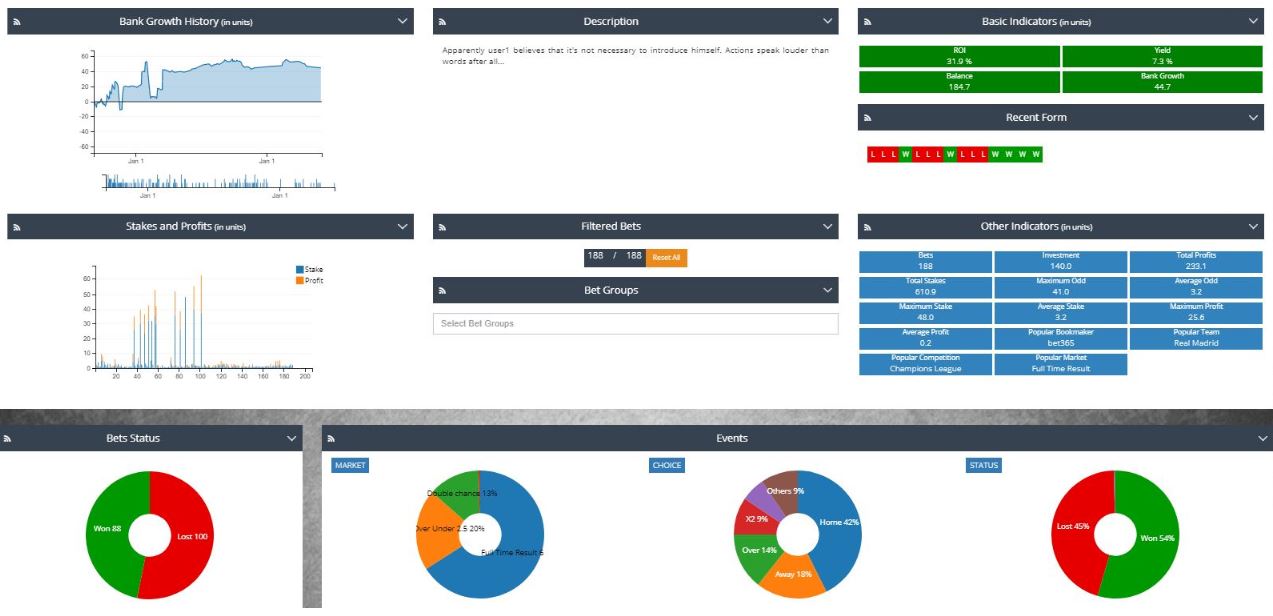 Bank Growth History (in units)
60
40
20
0
-20
-40
-60
Jan 1
Jan 1
Jan 1
Jan 1
Description
Apparently user1 believes that it's not necessary to introduce himself. Actions speak louder than
words after all...
Basic Indicators (in units)
ROI
31.9 %
Yield
7.3 %
Balance
184.7
Bank Growth
44.7
Recent Form
L L L W L L L W L L L W W W W
Stakes and Profits (in units)
Stake
Profit
60
50
40
30
20
10
0
20 40 60 80 100 120 140 160 180 200
Filtered Bets
188 / 188 Reset All
Bet Groups
Select Bet Groups
Other Indicators (in units)
Bets
188
Investment
140.0
Total Profits
233.1
Total Stakes
610.9
Maximum Odd
41.0
Average Odd
3.2
Maximum Stake
48.0
Average Stake
3.2
Maximum Profit
25.6
Average Profit
0.2
Popular Bookmaker
bet365
Popular Team
Real Madrid
Popular Competition
Champions League
Popular Market
Full Time Result
Bets Status
Won 88
Lost 100
Events
MARKET
Double chance 13%
Over Under 2.5 20%
Full Time Result 6
CHOICE
Others 9%
Home 42%
X2 9%
Over 14%
Away 18%
STATUS
Lost 45%
Won 54%